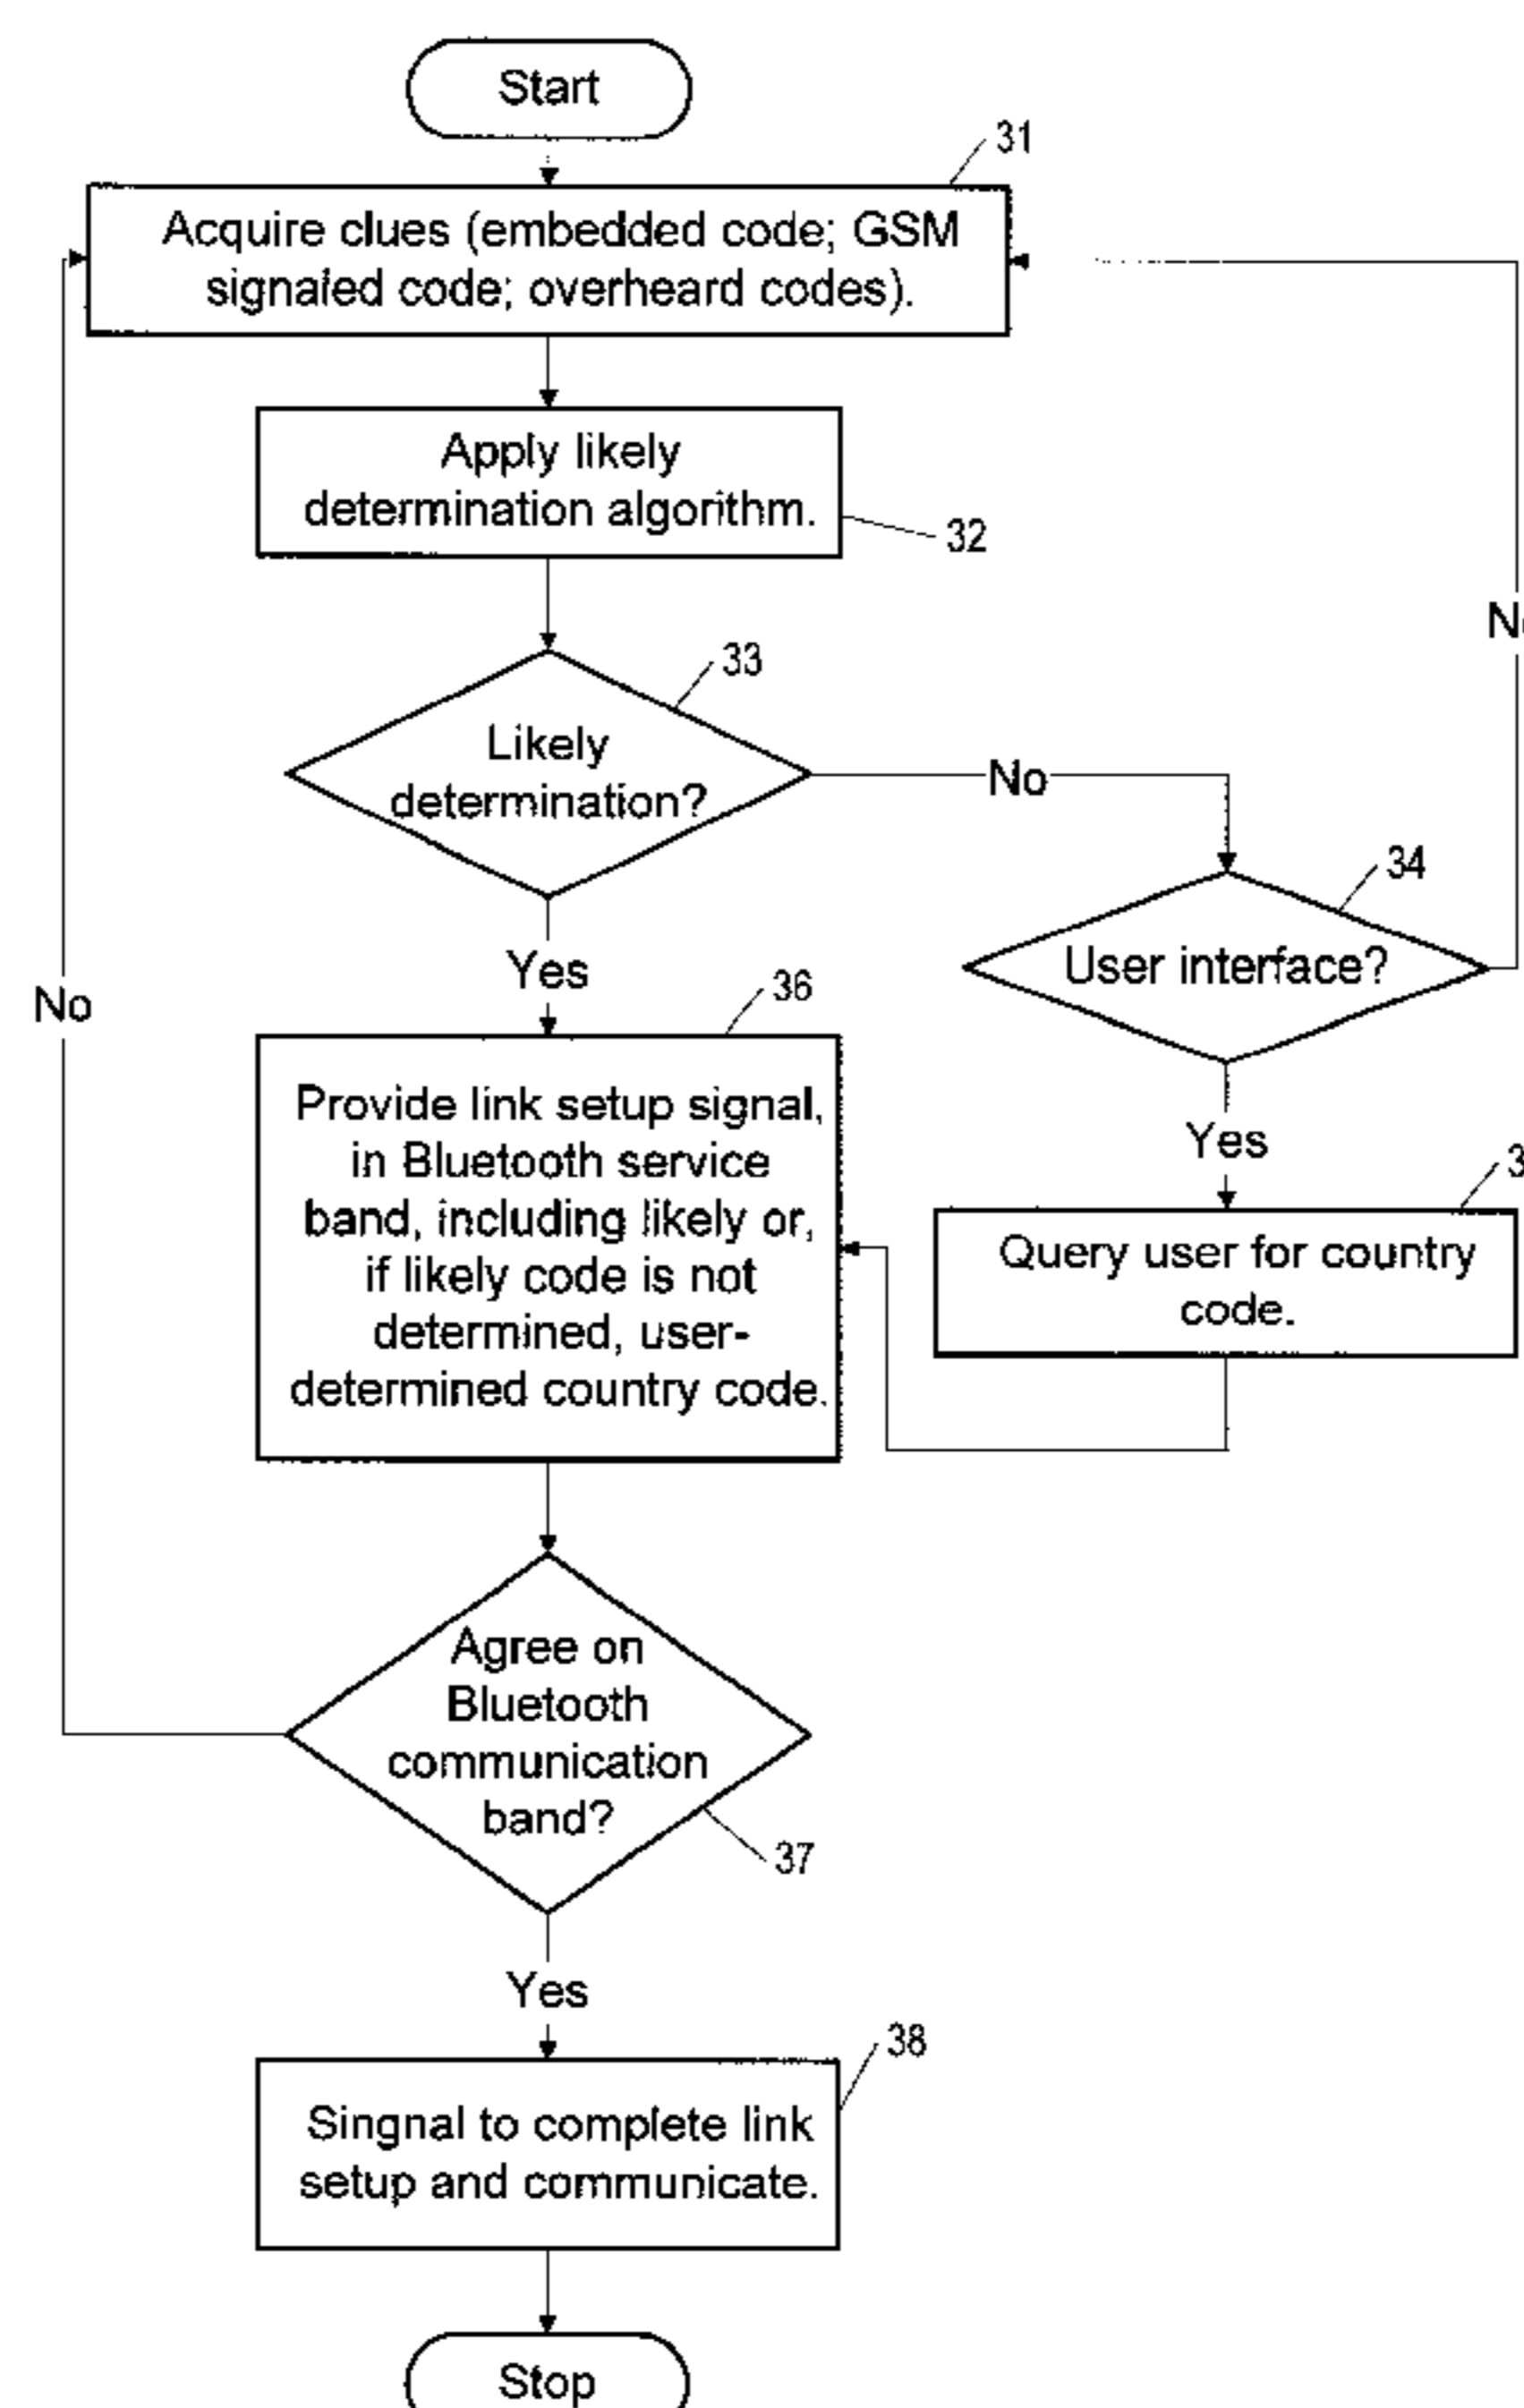 Start
31
Acquire clues (embedded code; GSM
signaled code; overheard codes).
Apply likely
determination algorithm.
32
33
Likely
determination?
No
34
User interface?
Yes
No
36
Yes
Provide link setup signal,
in Bluetooth service
band, including likely or,
if likely code is not
determined, user-
determined country code.
Query user for country
code.
Agree on
Bluetooth
communication
band?
37
Yes
38
Singnal to complete link
setup and communicate.
Stop